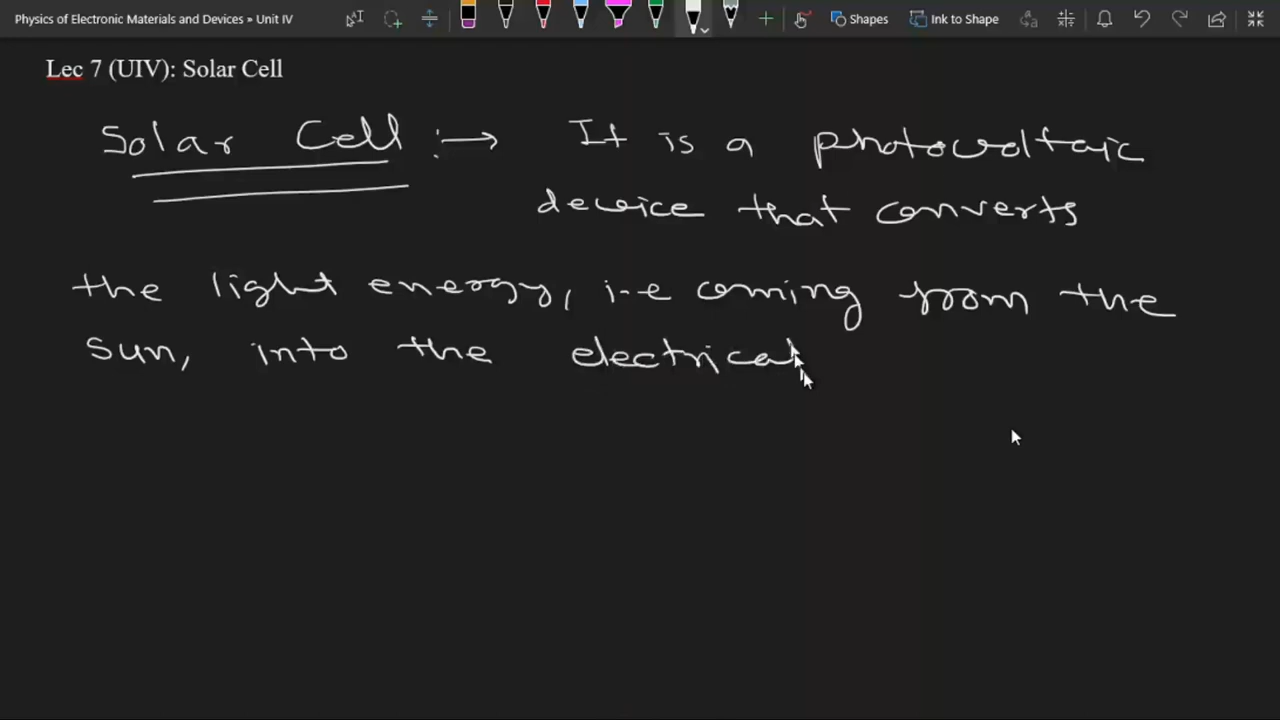 Physics of Electronic Materials and Devices » Unit IV
Shapes
Ink to Shape
Lec 7 (UIV): Solar Cell
Solar Cell :→ It is a photovoltaic
device that converts
the light energy, i-e coming from the
sun, into the electrical